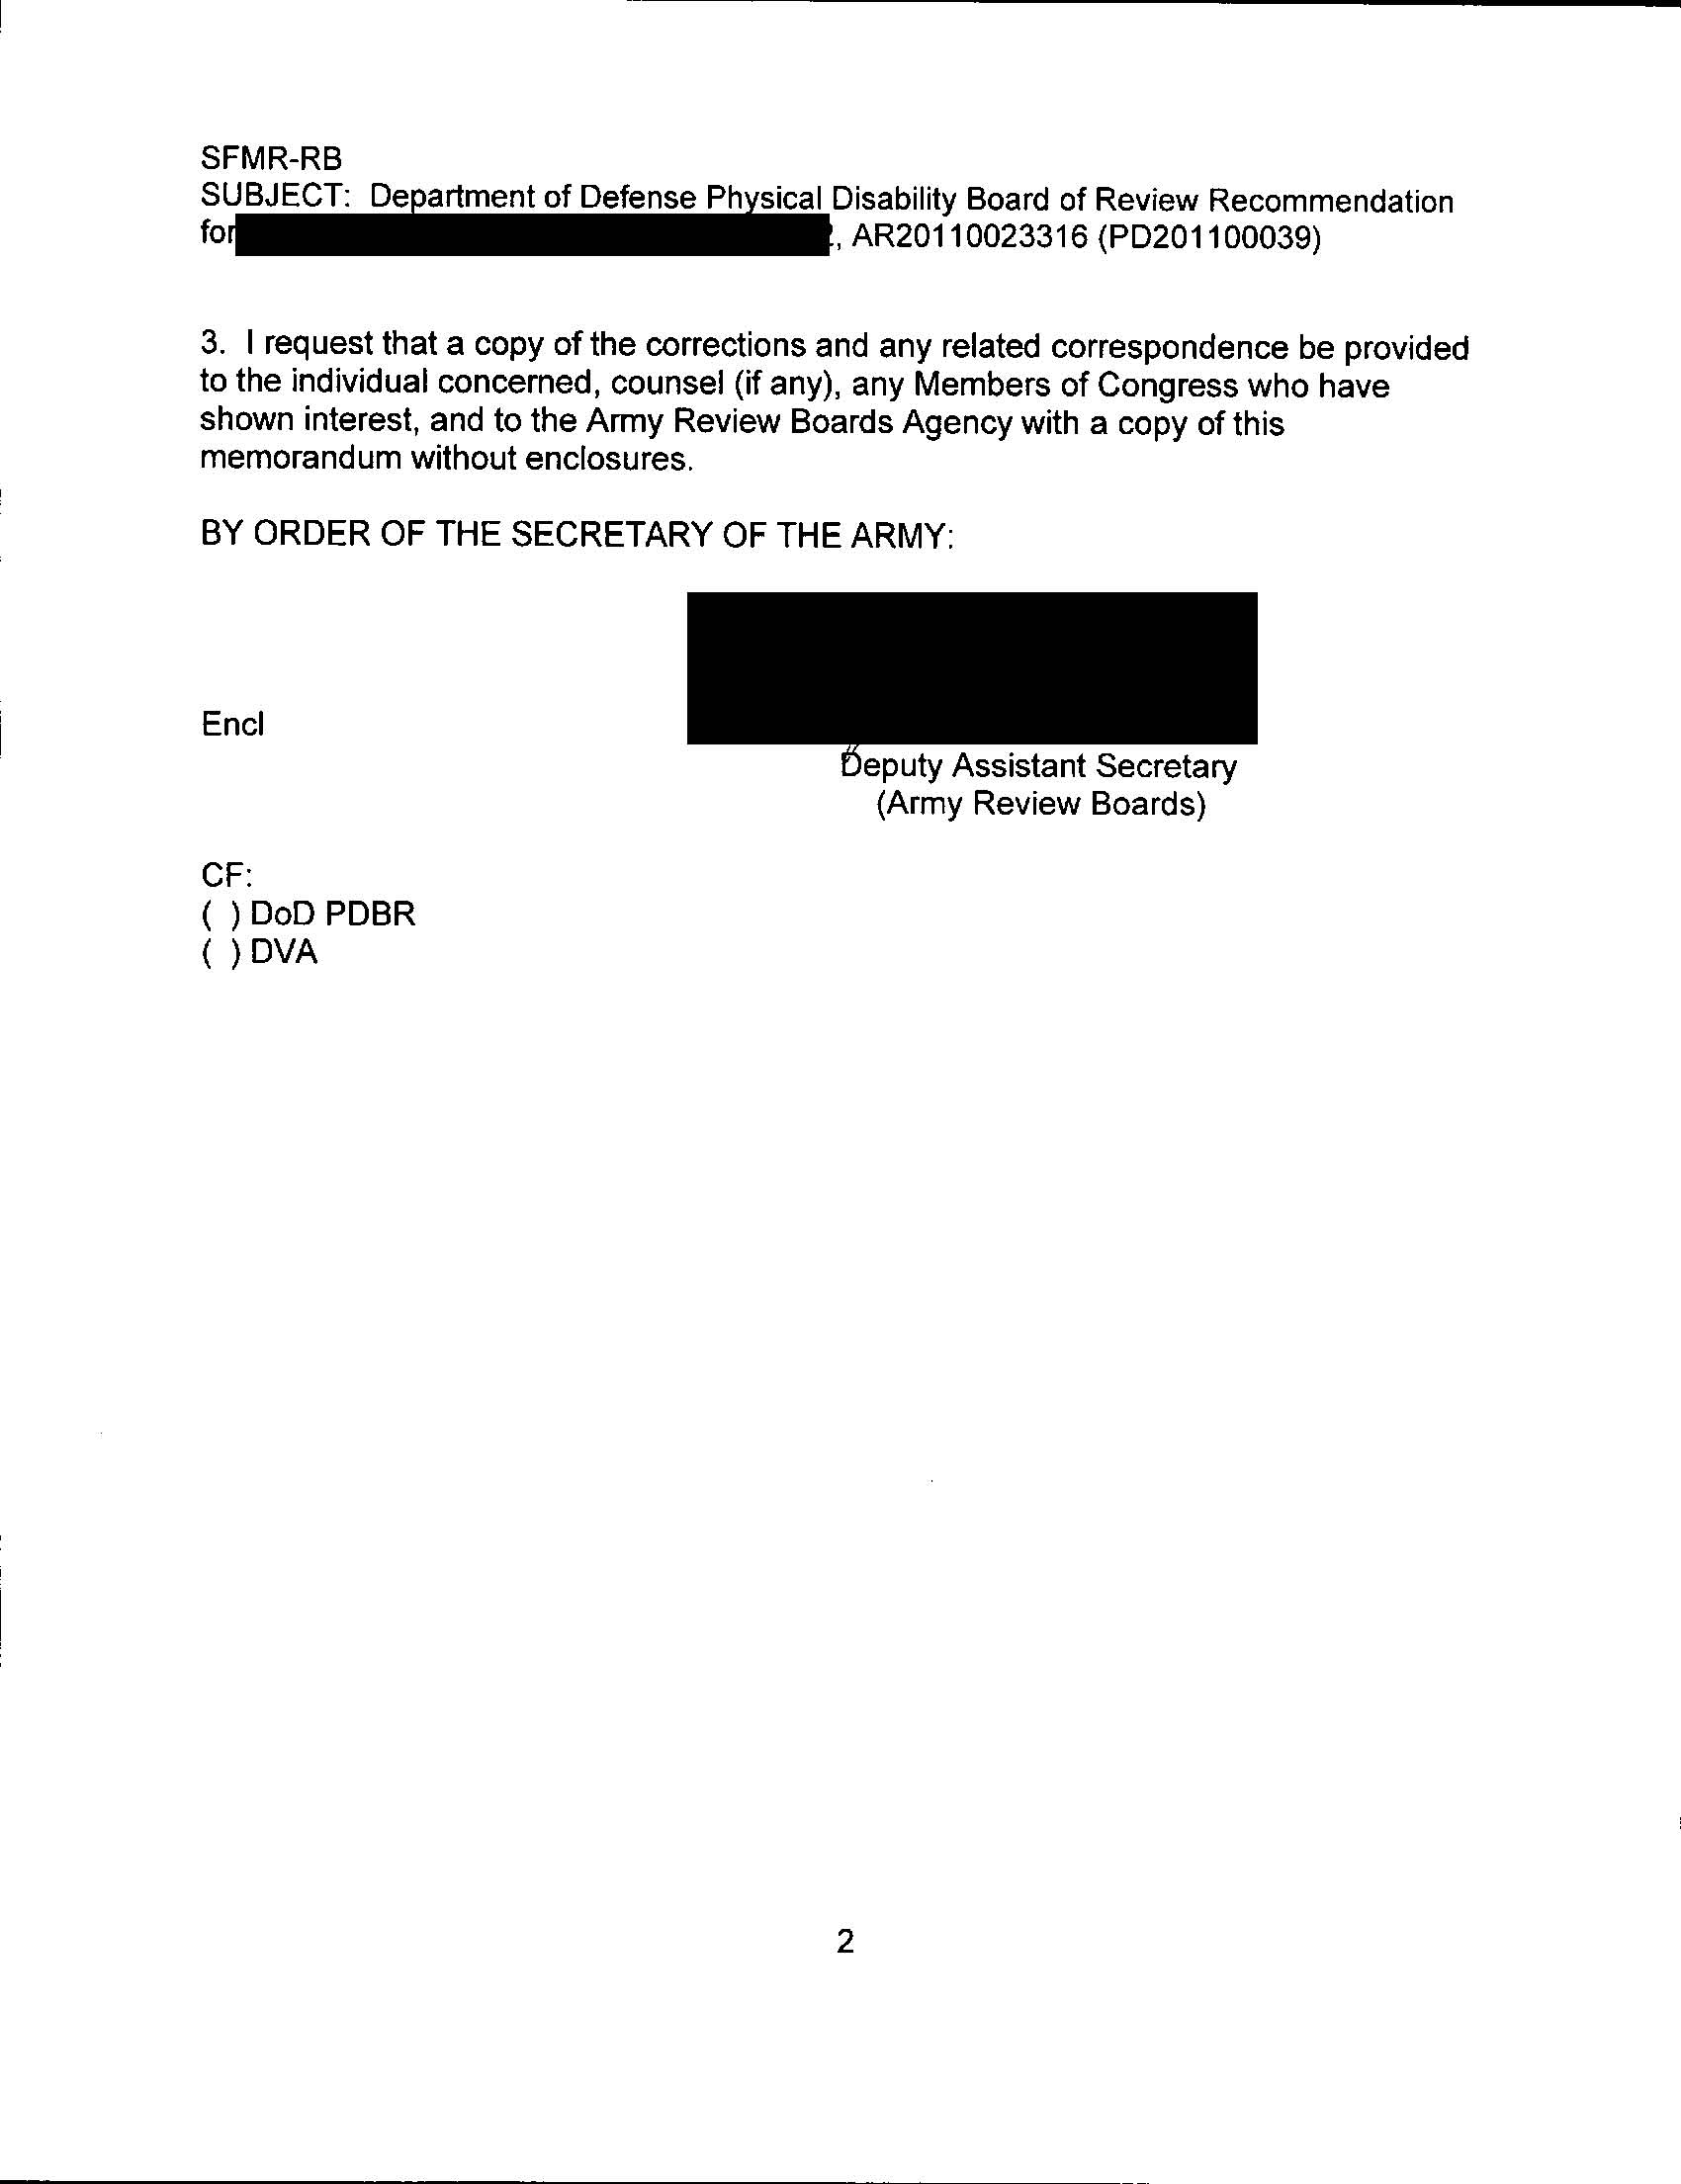 SFMR-RB
SUBJECT: Department of Defense Physical Disability Board of Review Recommendation
for , AR20110023316 (PD201100039)
3. I request that a copy of the corrections and any related correspondence be provided
to the individual concerned, counsel (if any), any Members of Congress who have
shown interest, and to the Army Review Boards Agency with a copy of this
memorandum without enclosures.
BY ORDER OF THE SECRETARY OF THE ARMY:
Encl
Deputy Assistant Secretary
(Army Review Boards)
CF:
( ) DoD PDBR
( ) DVA
2